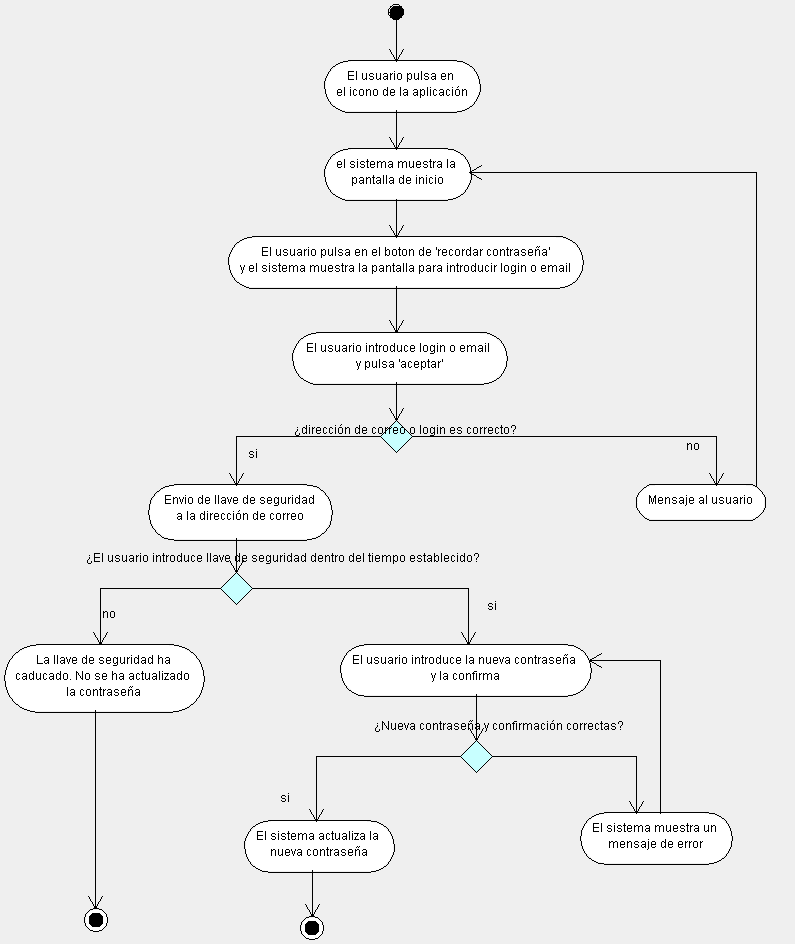 El usuario pulsa en
el icono de la aplicación
el sistema muestra la
pantalla de inicio
El usuario pulsa en el boton de 'recordar contraseña'
y el sistema muestra la pantalla para introducir login o email
El usuario introduce login o email
y pulsa 'aceptar'
¿dirección de correo o login es correcto?
si
no
Envio de llave de seguridad
a la dirección de correo
Mensaje al usuario
¿El usuario introduce llave de seguridad dentro del tiempo establecido?
no
si
La llave de seguridad ha
caducado. No se ha actualizado
la contraseña
El usuario introduce la nueva contraseña
y la confirma
¿Nueva contraseña y confirmación correctas?
si
El sistema actualiza la
nueva contraseña
El sistema muestra un
mensaje de error